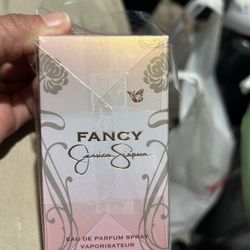 FANCY
Jessica Simpson
EAU DE PARFUM SPRAY
VAPORISATEUR